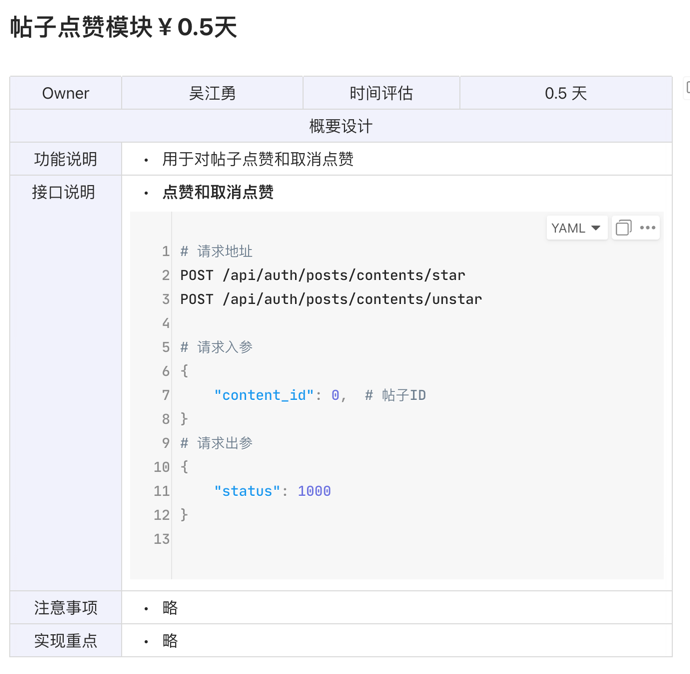 帖子点赞模块￥0.5天
Owner 吴江勇 时间评估 0.5 天
概要设计
功能说明 • 用于对帖子点赞和取消点赞
接口说明 • 点赞和取消点赞
YAML
1 # 请求地址
2 POST /api/auth/posts/contents/star
3 POST /api/auth/posts/contents/unstar
4
5 # 请求入参
6 {
7 "content_id": 0,  # 帖子ID
8 }
9 # 请求出参
10 {
11 "status": 1000
12 }
13
注意事项 • 略
实现重点 • 略